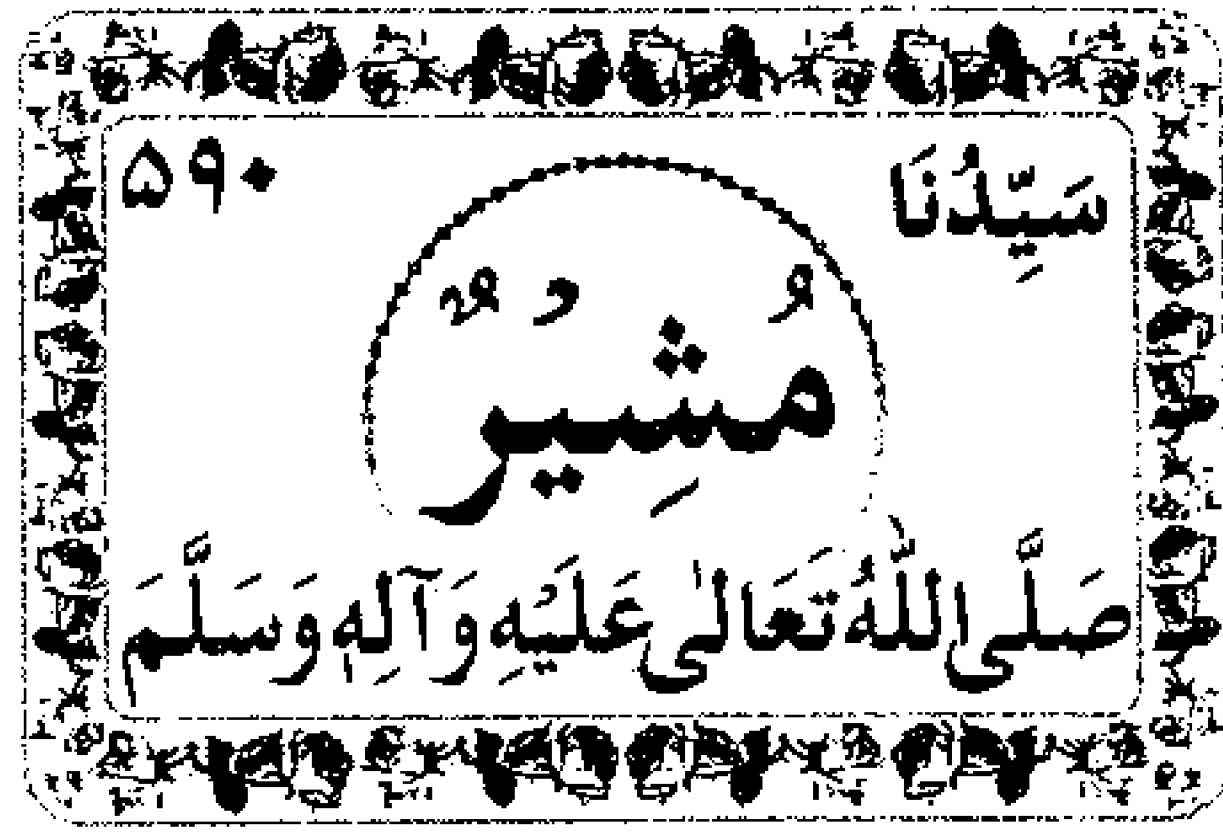 سَيِّدُنَا ۵۹۰
مُشِيْرٌ
صَلَّى اللّٰهُ تَعَالٰى عَلَيْهِ وَآلِهٖ وَسَلَّمَ